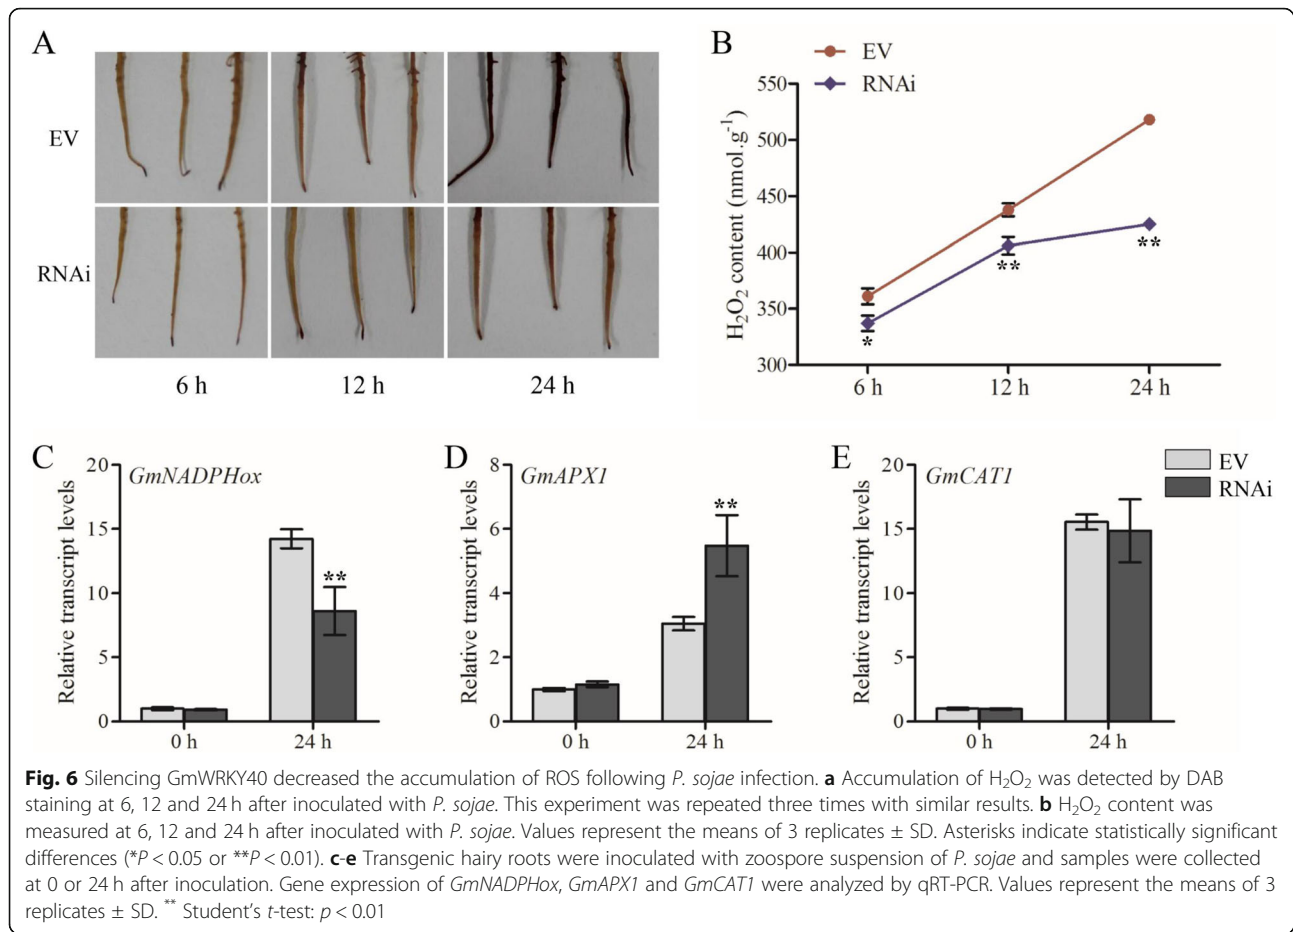 A
EV
RNAi
6 h
12 h
24 h
B
EV
RNAi
H₂O₂ content (nmol.g⁻¹)
550
500
450
400
350
300
*
**
**
6 h
12 h
24 h
C
GmNADPHox
Relative transcript levels
20
15
10
5
0
**
0 h
24 h
D
GmAPX1
Relative transcript levels
8
6
4
2
0
**
0 h
24 h
E
GmCAT1
Relative transcript levels
20
15
10
5
0
0 h
24 h
EV
RNAi
Fig. 6 Silencing GmWRKY40 decreased the accumulation of ROS following P. sojae infection. a Accumulation of H₂O₂ was detected by DAB
staining at 6, 12 and 24 h after inoculated with P. sojae. This experiment was repeated three times with similar results. b H₂O₂ content was
measured at 6, 12 and 24 h after inoculated with P. sojae. Values represent the means of 3 replicates ± SD. Asterisks indicate statistically significant
differences (*P < 0.05 or **P < 0.01). c-e Transgenic hairy roots were inoculated with zoospore suspension of P. sojae and samples were collected
at 0 or 24 h after inoculation. Gene expression of GmNADPHox, GmAPX1 and GmCAT1 were analyzed by qRT-PCR. Values represent the means of 3
replicates ± SD. ** Student's t-test: p < 0.01